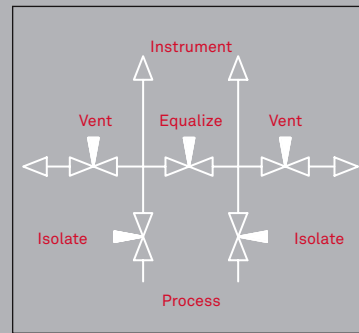 Instrument
Vent Equalize Vent
Isolate Isolate
Process